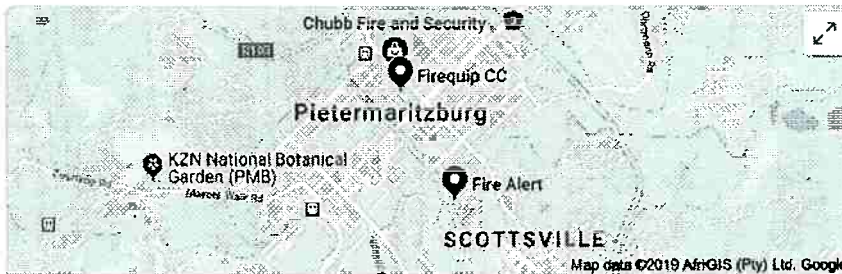 Chubb Fire and Security
Firequip CC
Pietermaritzburg
KZN National Botanical
Garden (PMB)
Fire Alert
SCOTTSVILLE
Map data ©2019 AfriGIS (Pty) Ltd, Google